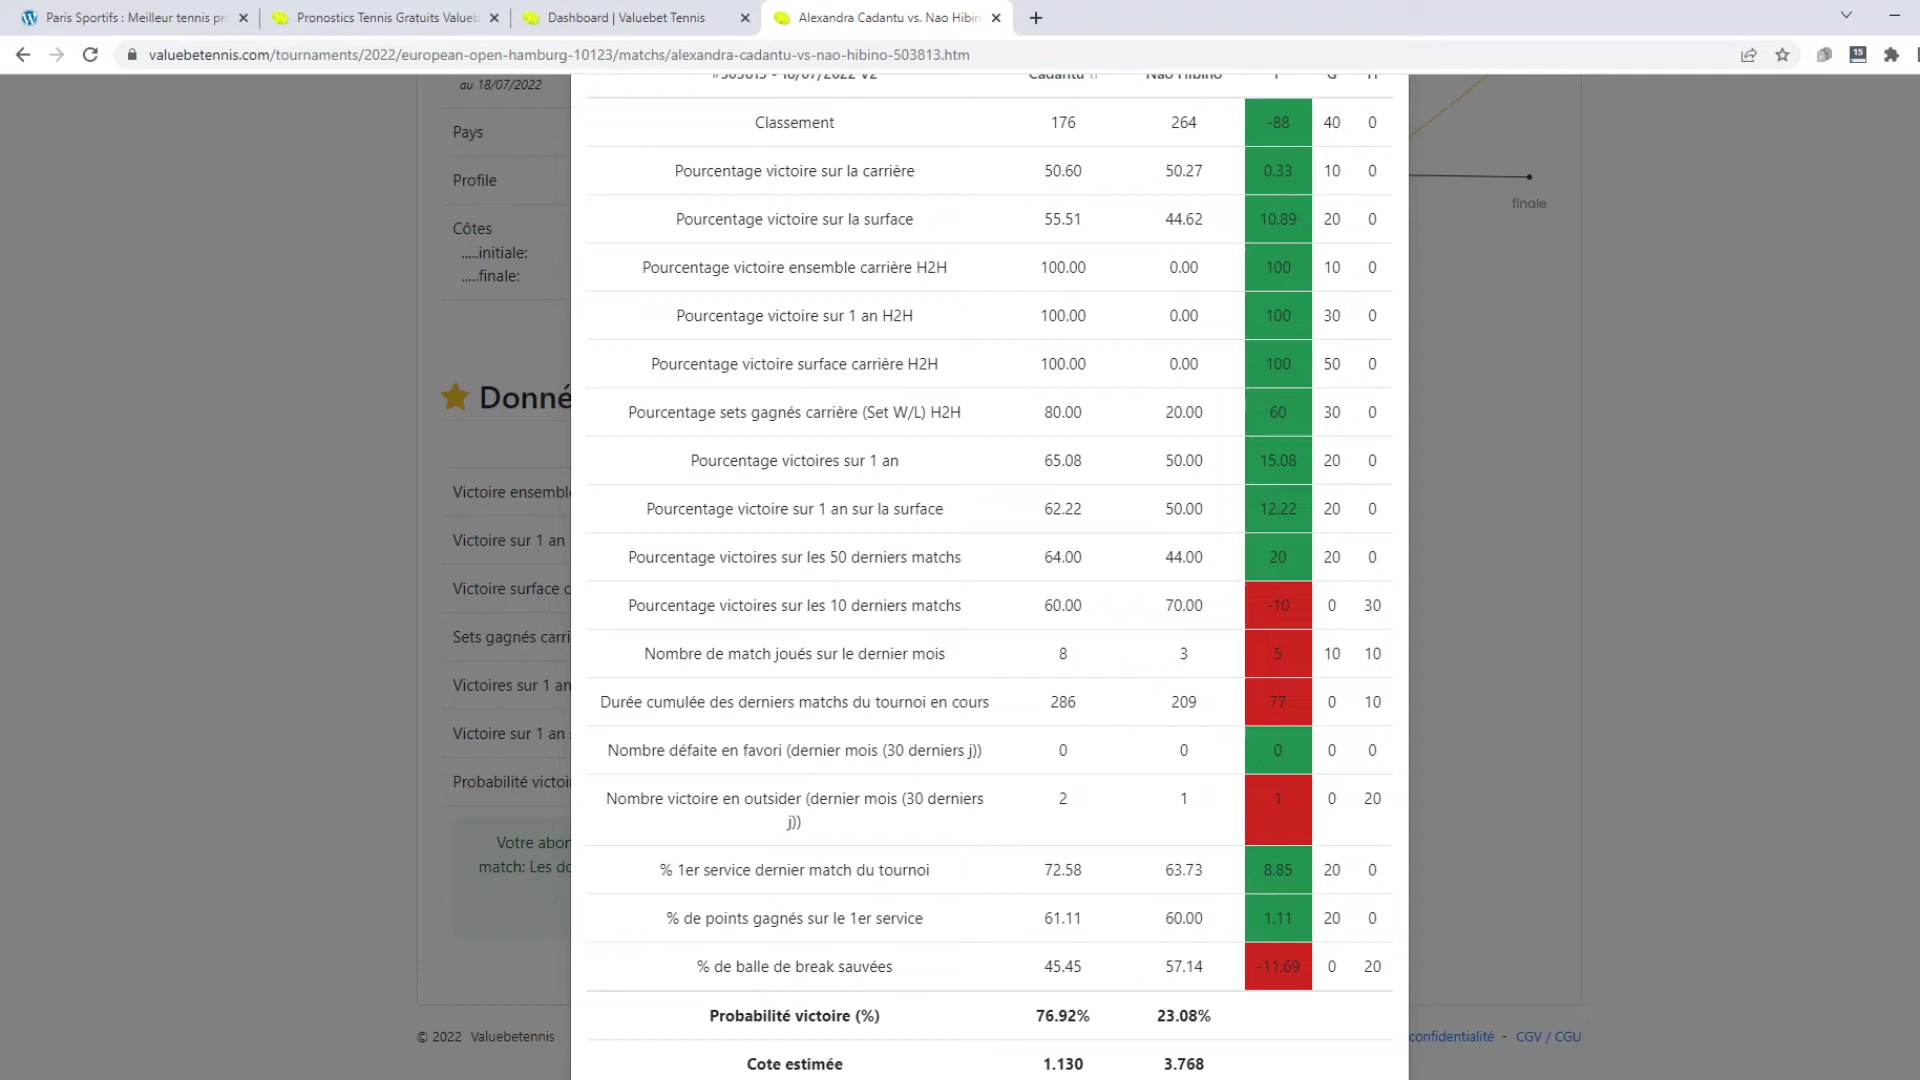 Paris Sportifs : Meilleur tennis pr
Pronostics Tennis Gratuits Valueb
Dashboard | Valuebet Tennis
Alexandra Cadantu vs. Nao Hibin
valuebetennis.com/tournaments/2022/european-open-hamburg-10123/matchs/alexandra-cadantu-vs-nao-hibino-503813.htm
15
#503813 - 18/07/2022 V2 Cadantu Nao Hibino F G H
au 18/07/2022
Classement 176 264 -88 40 0
Pays
Pourcentage victoire sur la carrière 50.60 50.27 0.33 10 0
Profile
finale
Pourcentage victoire sur la surface 55.51 44.62 10.89 20 0
Côtes
.....initiale:
.....finale:
Pourcentage victoire ensemble carrière H2H 100.00 0.00 100 10 0
Pourcentage victoire sur 1 an H2H 100.00 0.00 100 30 0
Pourcentage victoire surface carrière H2H 100.00 0.00 100 50 0
Donné
Pourcentage sets gagnés carrière (Set W/L) H2H 80.00 20.00 60 30 0
Pourcentage victoires sur 1 an 65.08 50.00 15.08 20 0
Victoire ensemble
Pourcentage victoire sur 1 an sur la surface 62.22 50.00 12.22 20 0
Victoire sur 1 an
Pourcentage victoires sur les 50 derniers matchs 64.00 44.00 20 20 0
Victoire surface c
Pourcentage victoires sur les 10 derniers matchs 60.00 70.00 -10 0 30
Sets gagnés carri
Nombre de match joués sur le dernier mois 8 3 5 10 10
Victoires sur 1 an
Durée cumulée des derniers matchs du tournoi en cours 286 209 77 0 10
Victoire sur 1 an
Nombre défaite en favori (dernier mois (30 derniers j)) 0 0 0 0 0
Probabilité victoi
Nombre victoire en outsider (dernier mois (30 derniers
j)) 2 1 1 0 20
Votre abor
match: Les do
% 1er service dernier match du tournoi 72.58 63.73 8.85 20 0
% de points gagnés sur le 1er service 61.11 60.00 1.11 20 0
% de balle de break sauvées 45.45 57.14 -11.69 0 20
Probabilité victoire (%) 76.92% 23.08%
© 2022 Valuebetennis
confidentialité - CGV / CGU
Cote estimée 1.130 3.768